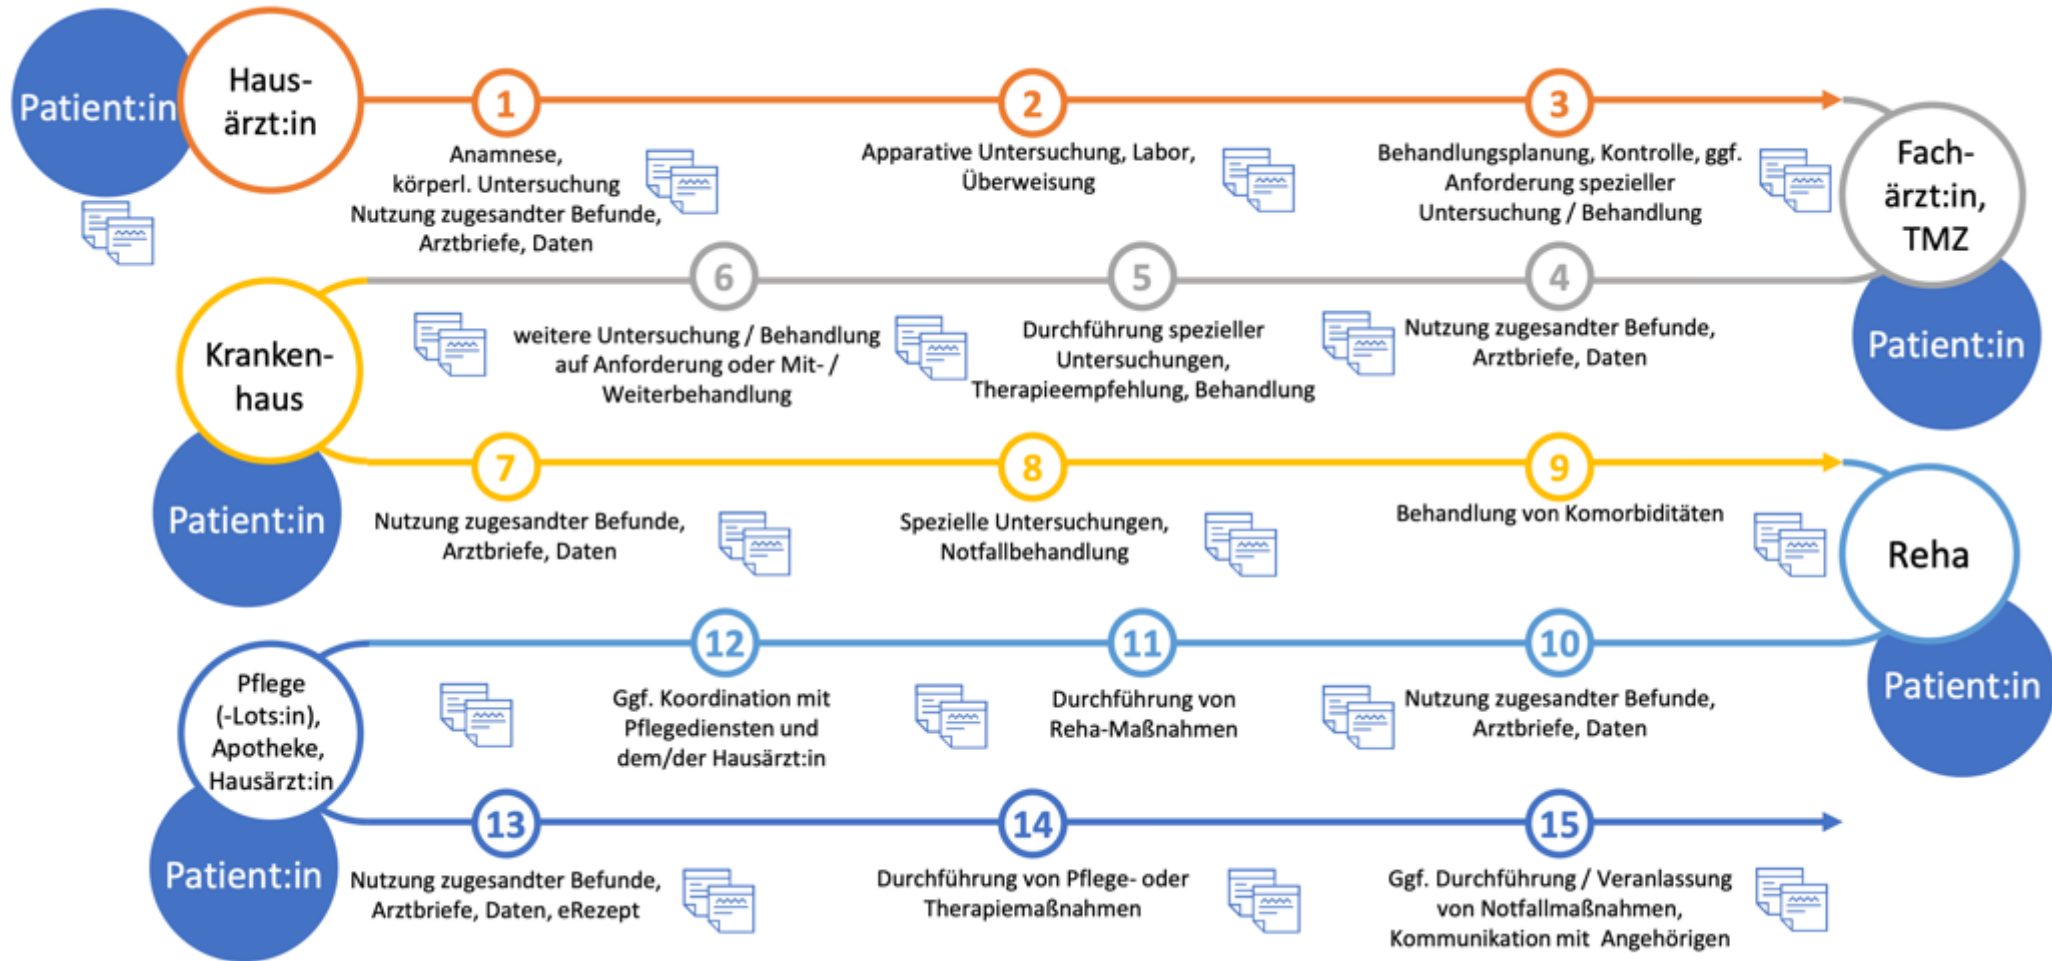 Patient:in
Haus-
ärzt:in
1
Anamnese,
körperl. Untersuchung
Nutzung zugesandter Befunde,
Arztbriefe, Daten
2
Apparative Untersuchung, Labor,
Überweisung
3
Behandlungsplanung, Kontrolle, ggf.
Anforderung spezieller
Untersuchung / Behandlung
Fach-
ärzt:in,
TMZ
Patient:in
4
Nutzung zugesandter Befunde,
Arztbriefe, Daten
5
Durchführung spezieller
Untersuchungen,
Therapieempfehlung, Behandlung
6
weitere Untersuchung / Behandlung
auf Anforderung oder Mit- /
Weiterbehandlung
Kranken-
haus
Patient:in
7
Nutzung zugesandter Befunde,
Arztbriefe, Daten
8
Spezielle Untersuchungen,
Notfallbehandlung
9
Behandlung von Komorbiditäten
Reha
Patient:in
10
Nutzung zugesandter Befunde,
Arztbriefe, Daten
11
Durchführung von
Reha-Maßnahmen
12
Ggf. Koordination mit
Pflegediensten und
dem/der Hausärzt:in
Pflege
(-Lots:in),
Apotheke,
Hausärzt:in
Patient:in
13
Nutzung zugesandter Befunde,
Arztbriefe, Daten, eRezept
14
Durchführung von Pflege- oder
Therapiemaßnahmen
15
Ggf. Durchführung / Veranlassung
von Notfallmaßnahmen,
Kommunikation mit Angehörigen